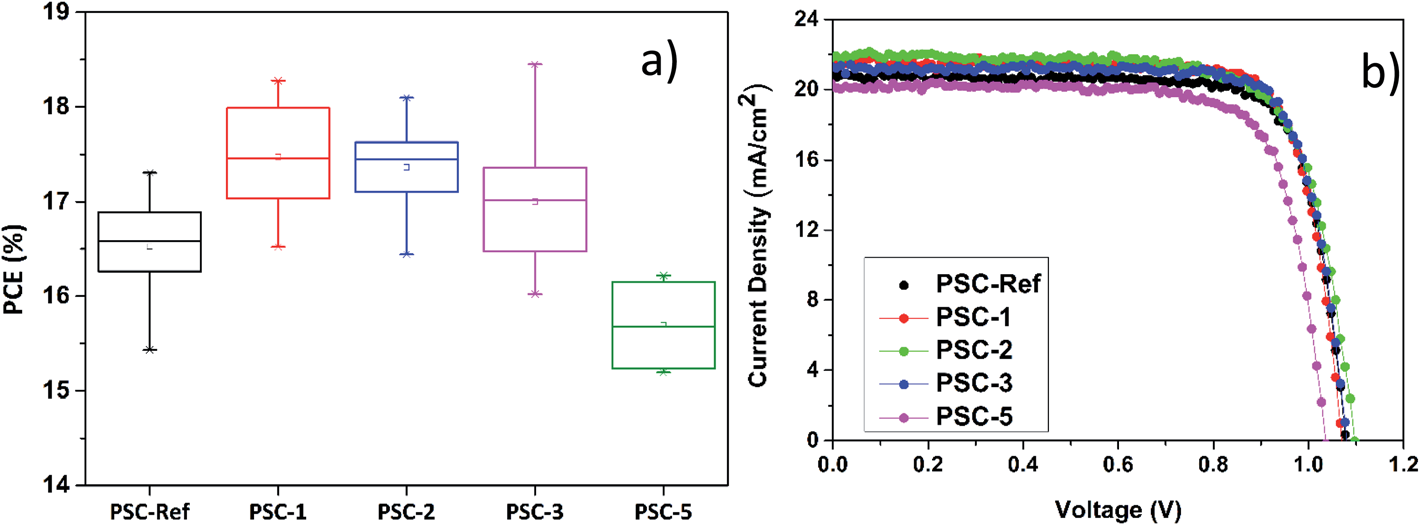 a)
19
18
17
16
15
14
PCE (%)
PSC-Ref PSC-1 PSC-2 PSC-3 PSC-5
b)
24
20
16
12
8
4
0
Current Density (mA/cm²)
PSC-Ref
PSC-1
PSC-2
PSC-3
PSC-5
0.0 0.2 0.4 0.6 0.8 1.0 1.2
Voltage (V)